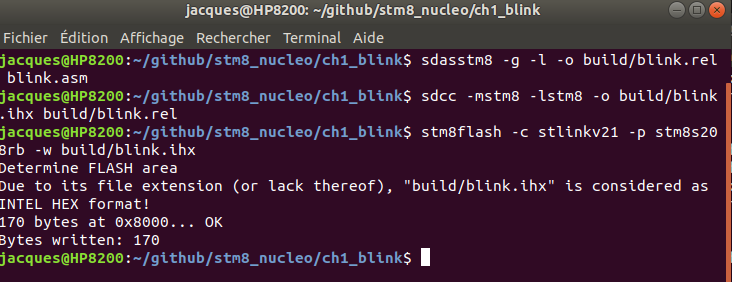 jacques@HP8200: ~/github/stm8_nucleo/ch1_blink
Fichier Édition Affichage Rechercher Terminal Aide
jacques@HP8200:~/github/stm8_nucleo/ch1_blink$ sdasstm8 -g -l -o build/blink.rel
 blink.asm
jacques@HP8200:~/github/stm8_nucleo/ch1_blink$ sdcc -mstm8 -lstm8 -o build/blink
.ihx build/blink.rel
jacques@HP8200:~/github/stm8_nucleo/ch1_blink$ stm8flash -c stlinkv21 -p stm8s20
8rb -w build/blink.ihx
Determine FLASH area
Due to its file extension (or lack thereof), "build/blink.ihx" is considered as
INTEL HEX format!
170 bytes at 0x8000... OK
Bytes written: 170
jacques@HP8200:~/github/stm8_nucleo/ch1_blink$